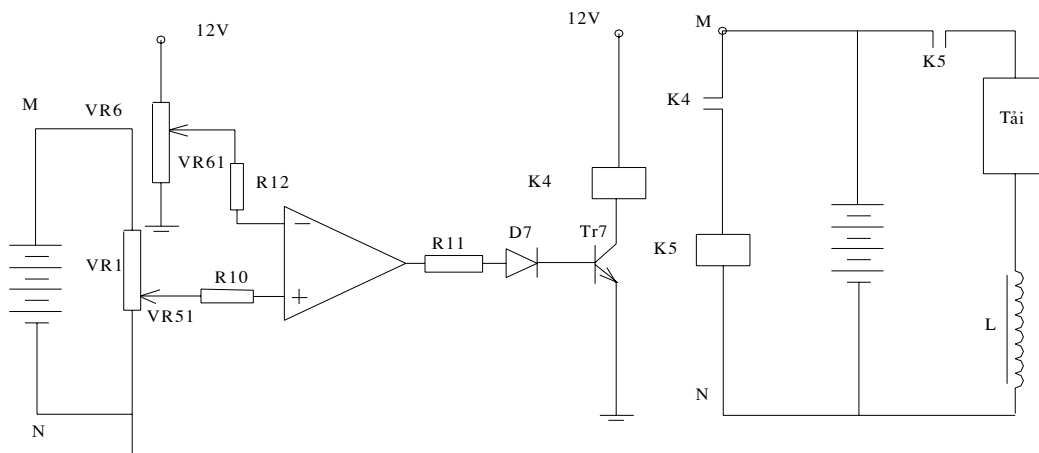 12V
12V
M
M
VR6
K5
K4
Tải
VR61
R12
K4
D7
Tr7
R11
K5
VR1
R10
VR51
L
N
N